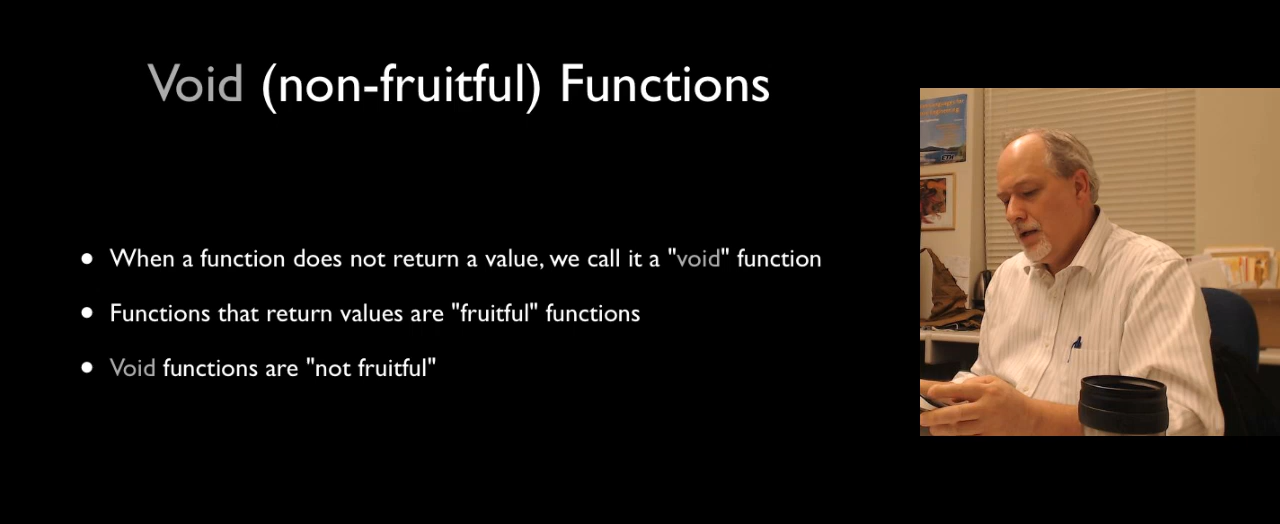 Void (non-fruitful) Functions
When a function does not return a value, we call it a "void" function
Functions that return values are "fruitful" functions
Void functions are "not fruitful"